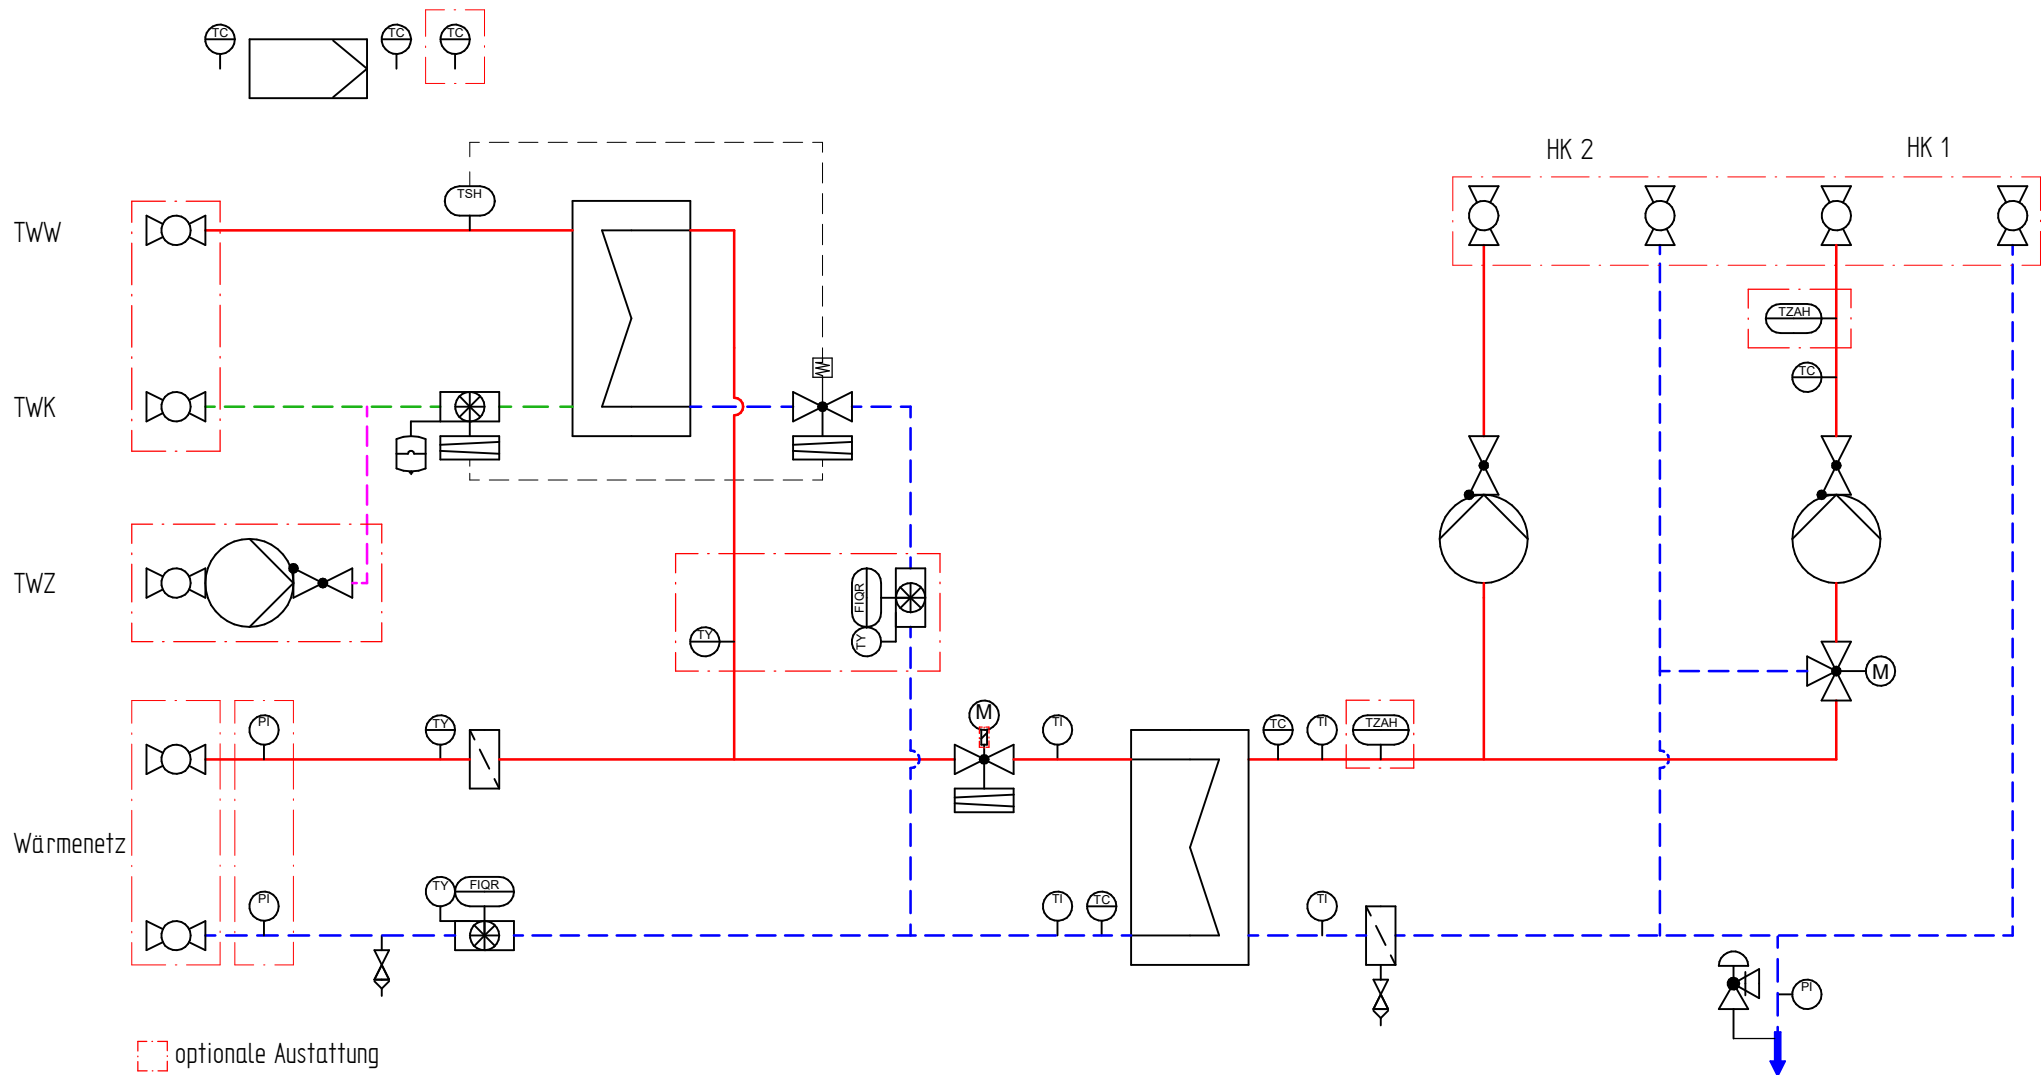 TC
TC
TC
HK 2
HK 1
TSH
TWW
TZAH
TC
TWK
TWZ
FIQR
TY
TY
M
M
PI
TY
TI
TC
TI
TZAH
Wärmenetz
PI
TY
FIQR
TI
TC
TI
PI
optionale Austattung